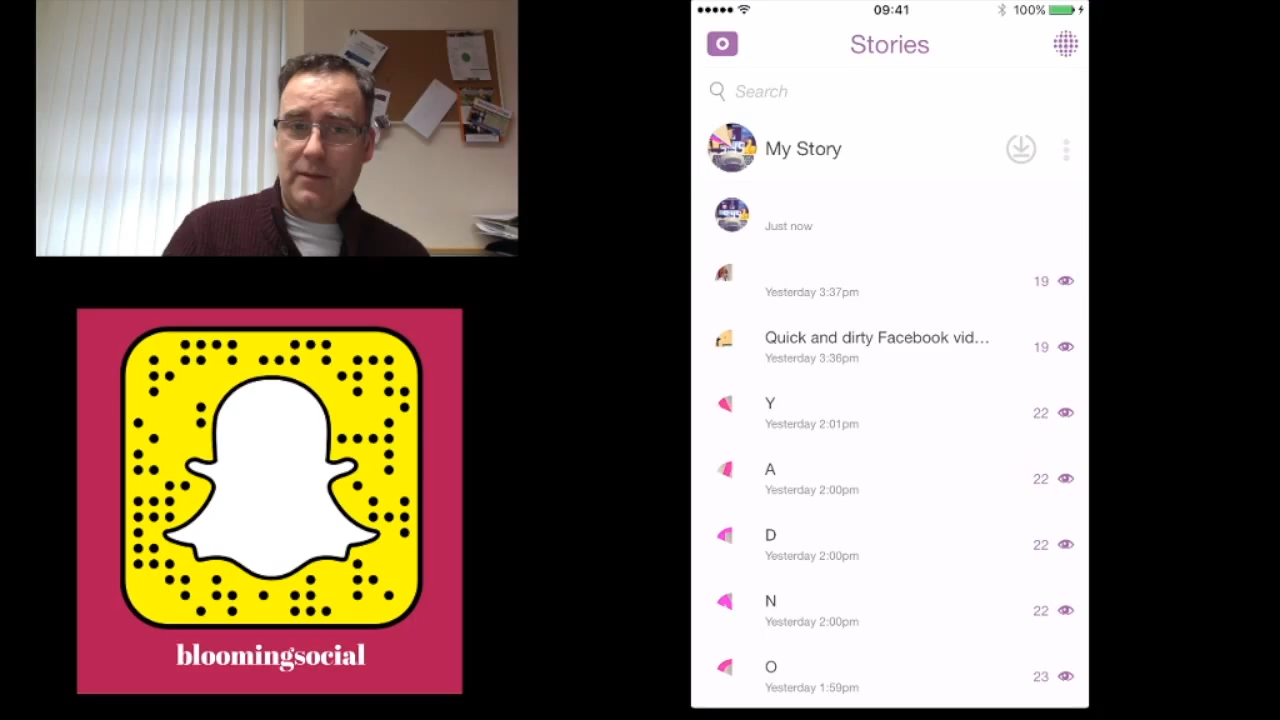 09:41
100%
Stories
Search
My Story
Just now
19
Yesterday 3:37pm
Quick and dirty Facebook vid...
19
Yesterday 3:36pm
Y
22
Yesterday 2:01pm
A
22
Yesterday 2:00pm
D
22
Yesterday 2:00pm
N
22
Yesterday 2:00pm
O
23
Yesterday 1:59pm
bloomingsocial